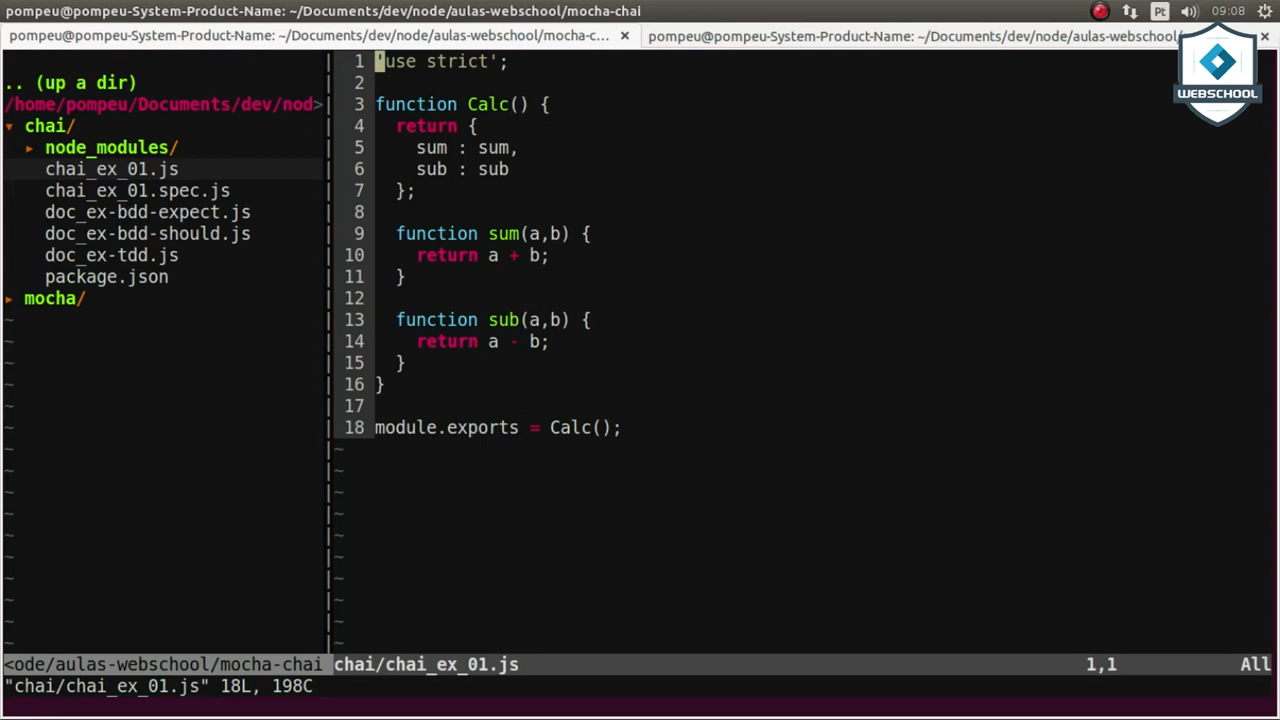 pompeu@pompeu-System-Product-Name: ~/Documents/dev/node/aulas-webschool/mocha-chai
Pt
09:08
pompeu@pompeu-System-Product-Name: ~/Documents/dev/node/aulas-webschool/mocha-c... ×
pompeu@pompeu-System-Product-Name: ~/Documents/dev/node/aulas-webschool/ ×
WEBSCHOOL
.. (up a dir)
/home/pompeu/Documents/dev/nod>
▾ chai/
▸ node_modules/
chai_ex_01.js
chai_ex_01.spec.js
doc_ex-bdd-expect.js
doc_ex-bdd-should.js
doc_ex-tdd.js
package.json
▸ mocha/
1 'use strict';
2
3 function Calc() {
4   return {
5     sum : sum,
6     sub : sub
7   };
8
9   function sum(a,b) {
10     return a + b;
11   }
12
13   function sub(a,b) {
14     return a - b;
15   }
16 }
17
18 module.exports = Calc();
<ode/aulas-webschool/mocha-chai
chai/chai_ex_01.js 1,1 All
"chai/chai_ex_01.js" 18L, 198C